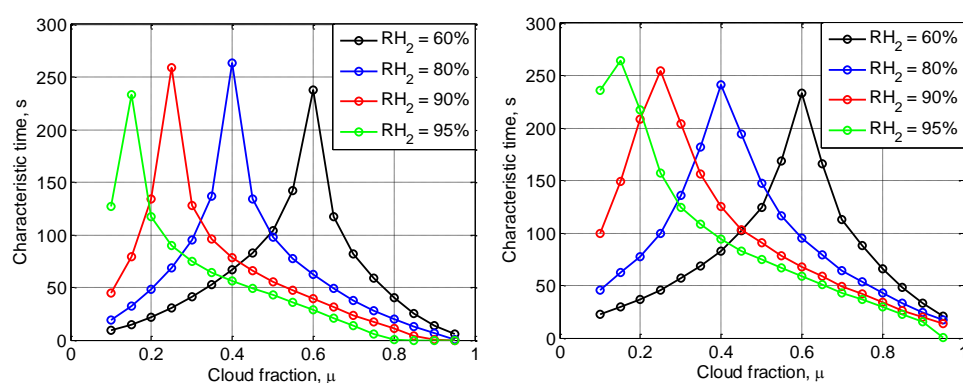 300
250
200
150
100
50
0
Characteristic time, s
RH2 = 60%
RH2 = 80%
RH2 = 90%
RH2 = 95%
0 0.2 0.4 0.6 0.8 1
Cloud fraction, μ
300
250
200
150
100
50
0
Characteristic time, s
RH2 = 60%
RH2 = 80%
RH2 = 90%
RH2 = 95%
0 0.2 0.4 0.6 0.8 1
Cloud fraction, μ